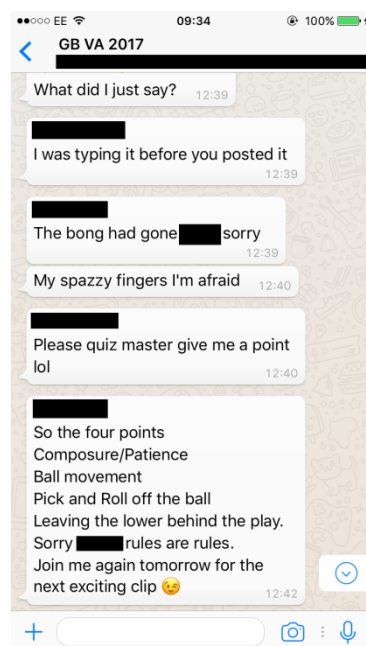 EE 09:34 100%
GB VA 2017
What did I just say? 12:39
I was typing it before you posted it
12:39
The bong had gone sorry
12:39
My spazzy fingers I'm afraid 12:40
Please quiz master give me a point
lol
12:40
So the four points
Composure/Patience
Ball movement
Pick and Roll off the ball
Leaving the lower behind the play.
Sorry rules are rules.
Join me again tomorrow for the
next exciting clip 😉
12:42